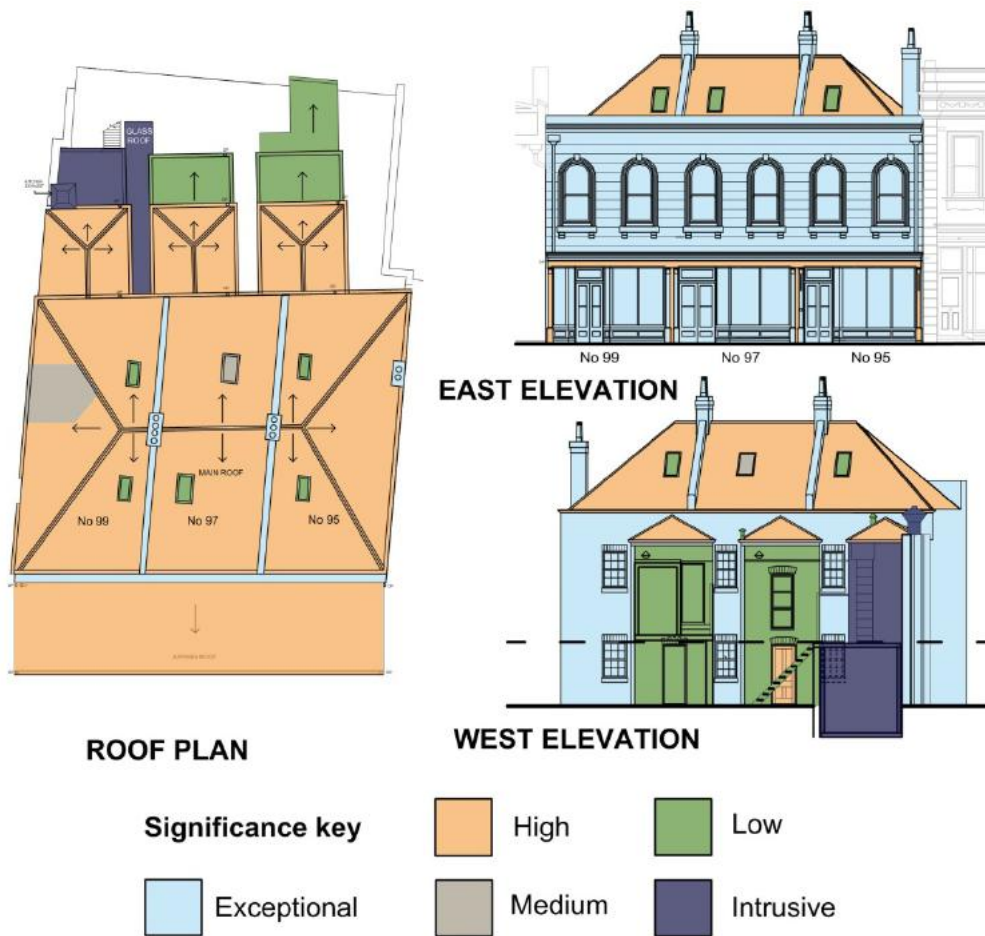 GLASS
ROOF
MAIN ROOF
No 99
No 97
No 95
ROOF PLAN
No 99
No 97
No 95
EAST ELEVATION
WEST ELEVATION
Significance key
High
Low
Exceptional
Medium
Intrusive